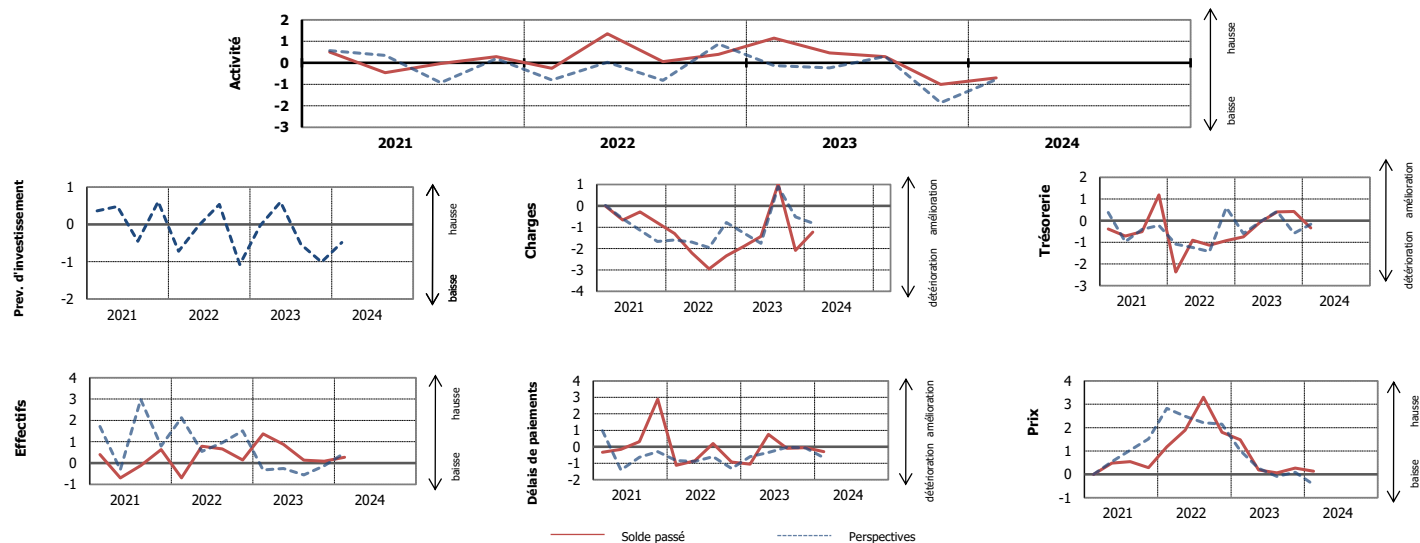 Activité
2
1
0
-1
-2
-3
2021 2022 2023 2024
hausse
baisse
Prev. d'investissement
1
0
-1
-2
2021 2022 2023 2024
hausse
baisse
Charges
1
0
-1
-2
-3
-4
2021 2022 2023 2024
amélioration
détérioration
Trésorerie
2
1
0
-1
-2
-3
2021 2022 2023 2024
amélioration
détérioration
Effectifs
4
3
2
1
0
-1
2021 2022 2023 2024
hausse
baisse
Délais de paiements
4
3
2
1
0
-1
-2
2021 2022 2023 2024
amélioration
détérioration
Prix
4
3
2
1
0
-1
2021 2022 2023 2024
hausse
baisse
Solde passé Perspectives